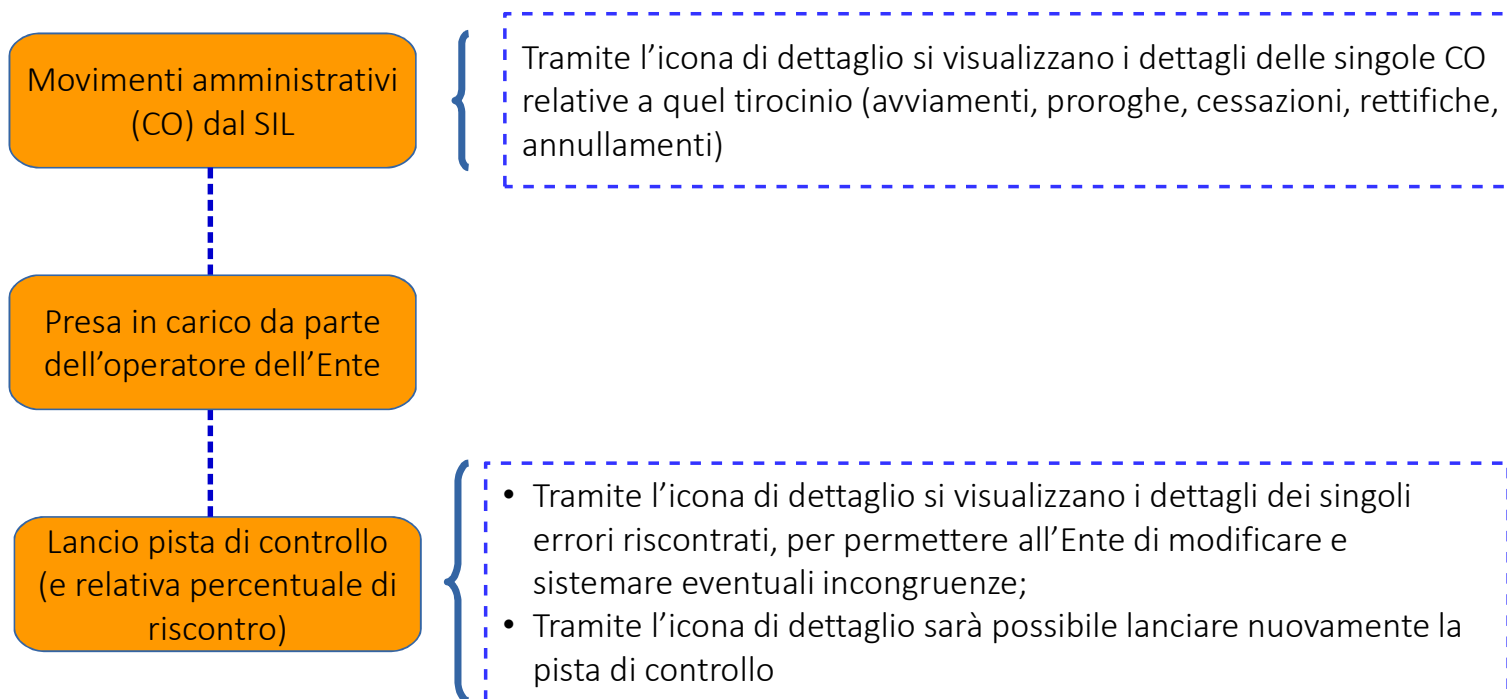 Movimenti amministrativi
(CO) dal SIL
Tramite l’icona di dettaglio si visualizzano i dettagli delle singole CO
relative a quel tirocinio (avviamenti, proroghe, cessazioni, rettifiche,
annullamenti)
Presa in carico da parte
dell’operatore dell’Ente
Lancio pista di controllo
(e relativa percentuale di
riscontro)
• Tramite l’icona di dettaglio si visualizzano i dettagli dei singoli
errori riscontrati, per permettere all’Ente di modificare e
sistemare eventuali incongruenze;
• Tramite l’icona di dettaglio sarà possibile lanciare nuovamente la
pista di controllo